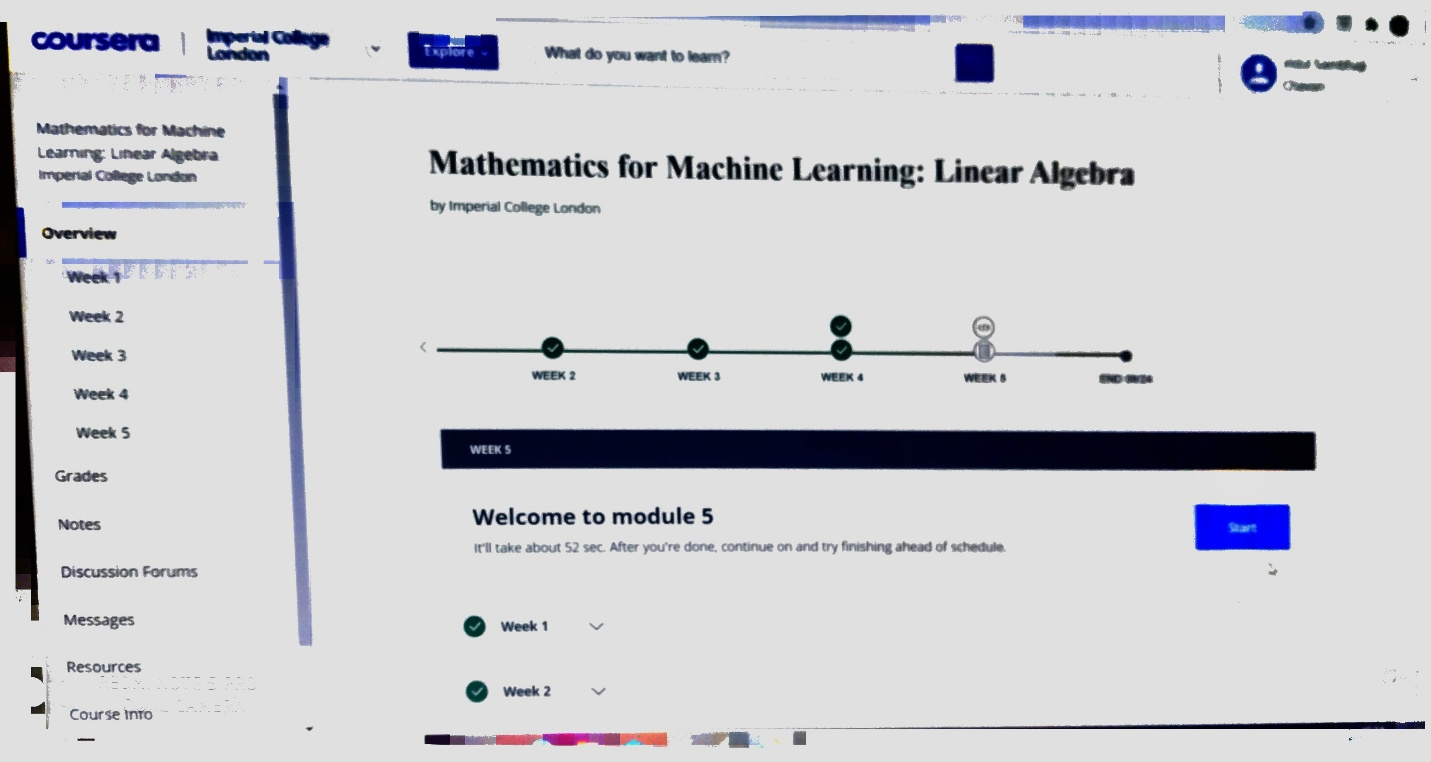 coursera
Imperial College
London
Explore
What do you want to learn?
Mathematics for Machine
Learning: Linear Algebra
Imperial College London
Overview
Week 1
Week 2
Week 3
Week 4
Week 5
Grades
Notes
Discussion Forums
Messages
Resources
Course Info
Mathematics for Machine Learning: Linear Algebra
by Imperial College London
WEEK 2
WEEK 3
WEEK 4
WEEK 5
END
WEEK 5
Welcome to module 5
It'll take about 52 sec. After you're done, continue on and try finishing ahead of schedule.
Start
Week 1
Week 2